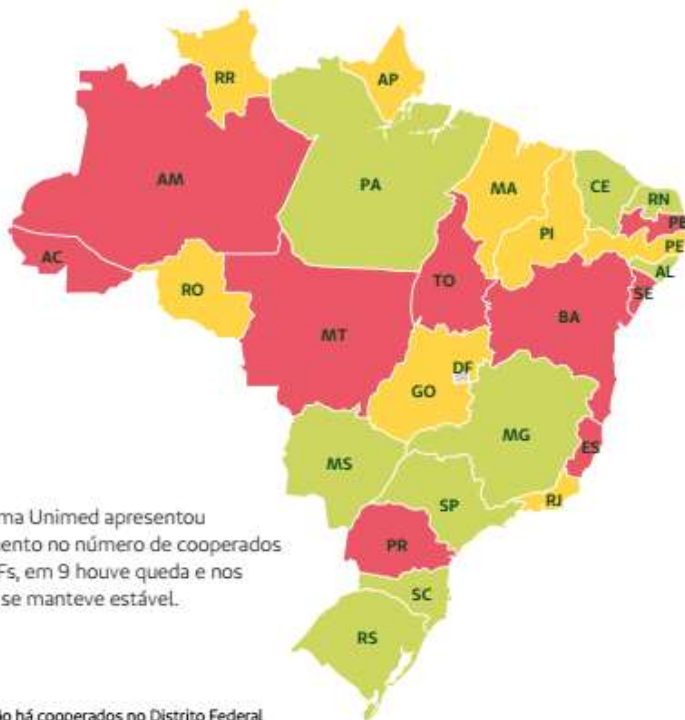 RR
AP
AM
PA
MA
CE
RN
PB
PI
PE
AC
TO
AL
RO
SE
BA
MT
DF
GO
MG
ES
MS
SP
RJ
ma Unimed apresentou
ento no número de cooperados
Fs, em 9 houve queda e nos
se manteve estável.
PR
SC
RS
o há cooperados no Distrito Federal